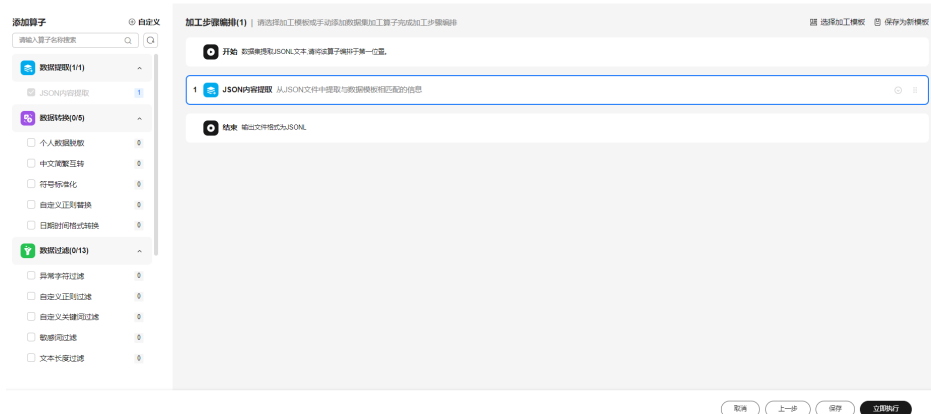 添加算子
自定义
请输入算子名称搜索
数据提取(1/1)
JSON内容提取 1
数据转换(0/5)
个人数据脱敏 0
中文简繁互转 0
符号标准化 0
自定义正则替换 0
日期时间格式转换 0
数据过滤(0/13)
异常字符过滤 0
自定义正则过滤 0
自定义关键词过滤 0
敏感词过滤 0
文本长度过滤 0
加工步骤编排(1) | 请选择加工模板或手动添加数据集加工算子完成加工步骤编排
选择加工模板 保存为新模板
开始 数据集提取JSONL文本,请将该算子编排于第一位置。
1 JSON内容提取 从JSON文件中提取与数据模板相匹配的信息
结束 输出文件格式为JSONL
取消 上一步 保存 立即执行